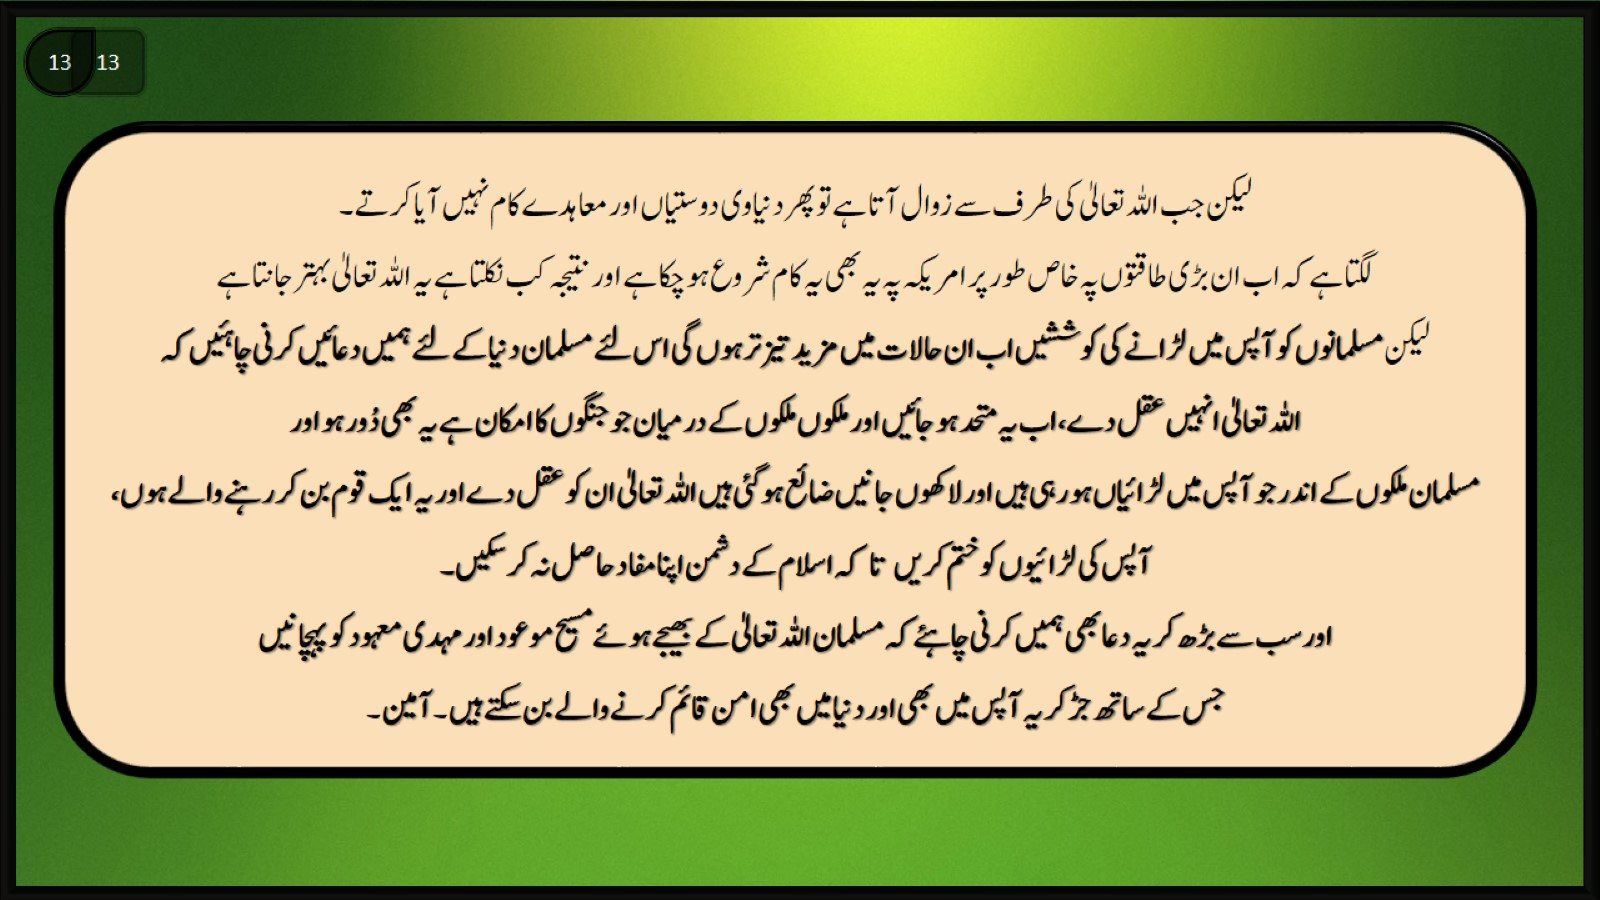 13 13
لیکن جب اللہ تعالیٰ کی طرف سے زوال آتا ہے تو پھر دنیاوی دوستیاں اور معاہدے کام نہیں آیا کرتے۔
لگتا ہے کہ اب ان بڑی طاقتوں پہ خاص طور پر امریکہ پہ یہ بھی یہ کام شروع ہو چکا ہے اور نتیجہ کب نکلتا ہے یہ اللہ تعالیٰ بہتر جانتا ہے
لیکن مسلمانوں کو آپس میں لڑانے کی کوششیں اب ان حالات میں مزید تیز تر ہوں گی اس لئے مسلمان دنیا کے لئے ہمیں دعائیں کرنی چاہئیں کہ
اللہ تعالیٰ انہیں عقل دے، اب یہ متحد ہو جائیں اور ملکوں ملکوں کے درمیان جو جنگوں کا امکان ہے یہ بھی دُور ہو اور
مسلمان ملکوں کے اندر جو آپس میں لڑائیاں ہو رہی ہیں اور لاکھوں جانیں ضائع ہو گئی ہیں اللہ تعالیٰ ان کو عقل دے اور یہ ایک قوم بن کر رہنے والے ہوں،
آپس کی لڑائیوں کو ختم کریں تا کہ اسلام کے دشمن اپنا مفاد حاصل نہ کر سکیں۔
اور سب سے بڑھ کر یہ دعا بھی ہمیں کرنی چاہئے کہ مسلمان اللہ تعالیٰ کے بھیجے ہوئے مسیح موعود اور مہدی معہود کو پہچانیں
جس کے ساتھ جڑ کر یہ آپس میں بھی اور دنیا میں بھی امن قائم کرنے والے بن سکتے ہیں۔ آمین۔